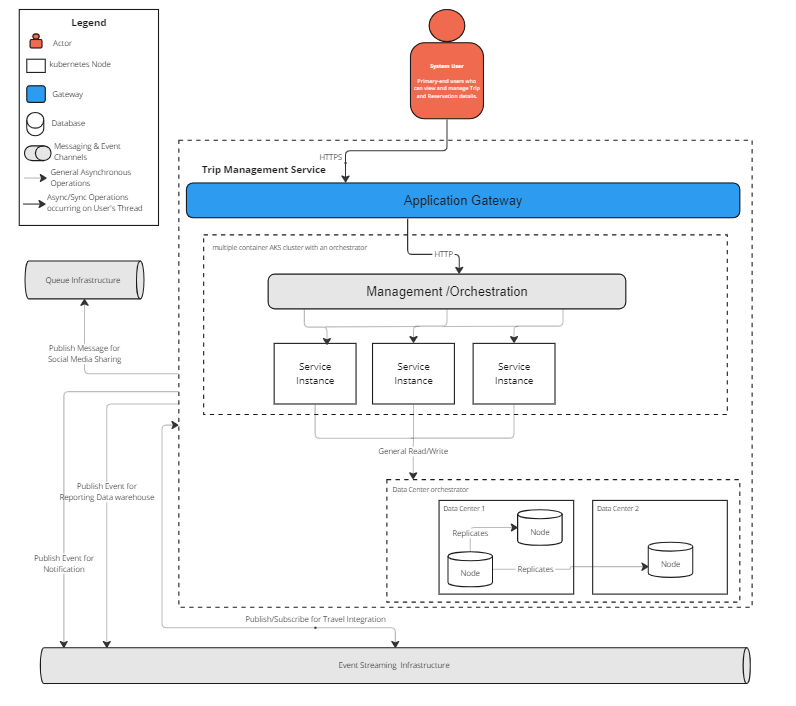 Legend
Actor
kubernetes Node
Gateway
Database
Messaging & Event
Channels
General Asynchronous
Operations
Async/Sync Operations
occurring on User's Thread
System User
Primary-end users who
can view and manage Trip
and Reservation details.
HTTPS
Trip Management Service
Application Gateway
multiple container AKS cluster with an orchestrator
HTTP
Management /Orchestration
Service
Instance
Service
Instance
Service
Instance
Queue Infrastructure
Publish Message for
Social Media Sharing
General Read/Write
Publish Event for
Reporting Data warehouse
Publish Event for
Notification
Data Center orchestrator
Data Center 1
Node
Replicates
Node
Replicates
Data Center 2
Node
Publish/Subscribe for Travel Integration
Event Streaming Infrastructure